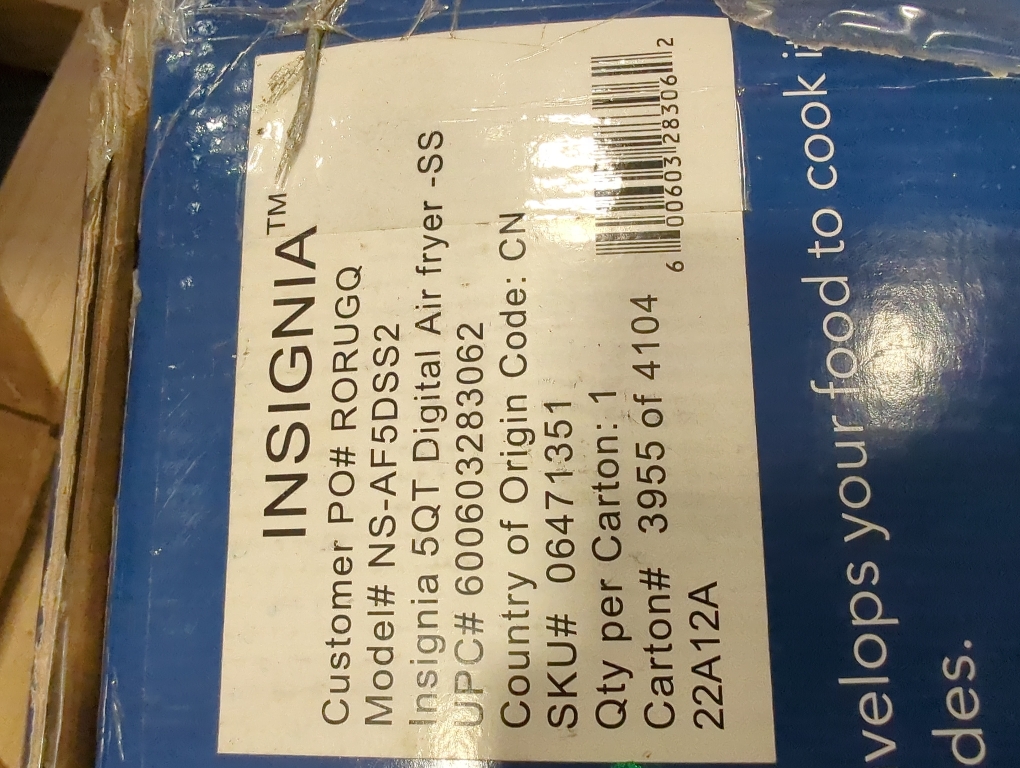 INSIGNIA™
Customer PO# RORUGQ
Model# NS-AF5DSS2
Insignia 5QT Digital Air fryer -SS
UPC# 600603283062
Country of Origin Code: CN
SKU# 06471351
Qty per Carton: 1
Carton# 3955 of 4104
22A12A
6 00603 28306 2
velops your food to cook
des.